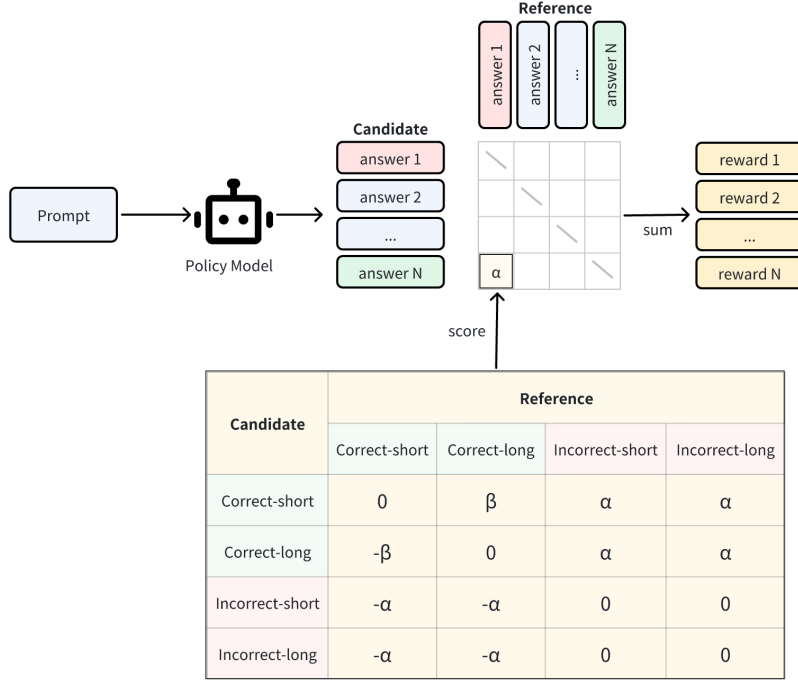 Reference
answer 1
answer 2
...
answer N
Candidate
answer 1
answer 2
...
answer N
Prompt
Policy Model
α
sum
reward 1
reward 2
...
reward N
score
Candidate
Reference
Correct-short Correct-long Incorrect-short Incorrect-long
Correct-short 0 β α α
Correct-long -β 0 α α
Incorrect-short -α -α 0 0
Incorrect-long -α -α 0 0